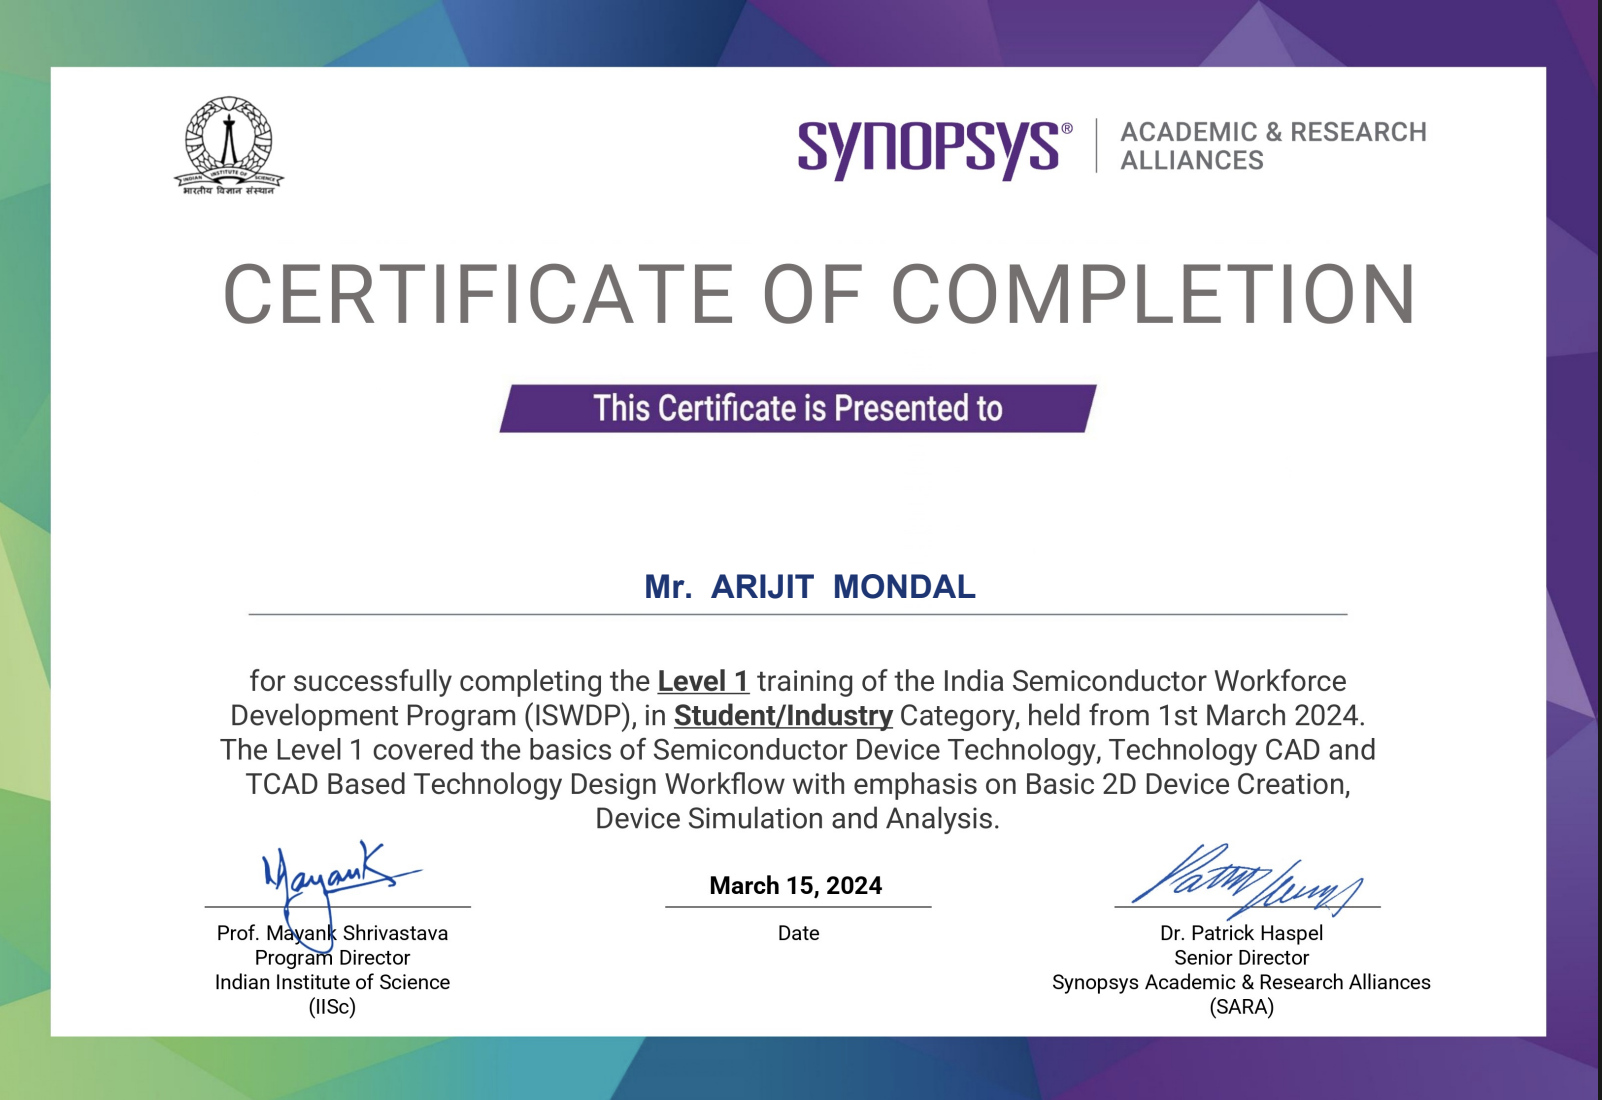 INDIAN INSTITUTE OF SCIENCE
भारतीय विज्ञान संस्थान
SYNOPSYS®
ACADEMIC & RESEARCH
ALLIANCES
CERTIFICATE OF COMPLETION
This Certificate is Presented to
Mr. ARIJIT MONDAL
for successfully completing the Level 1 training of the India Semiconductor Workforce
Development Program (ISWDP), in Student/Industry Category, held from 1st March 2024.
The Level 1 covered the basics of Semiconductor Device Technology, Technology CAD and
TCAD Based Technology Design Workflow with emphasis on Basic 2D Device Creation,
Device Simulation and Analysis.
Mayank
Prof. Mayank Shrivastava
Program Director
Indian Institute of Science
(IISc)
March 15, 2024
Date
Dr. Patrick Haspel
Senior Director
Synopsys Academic & Research Alliances
(SARA)